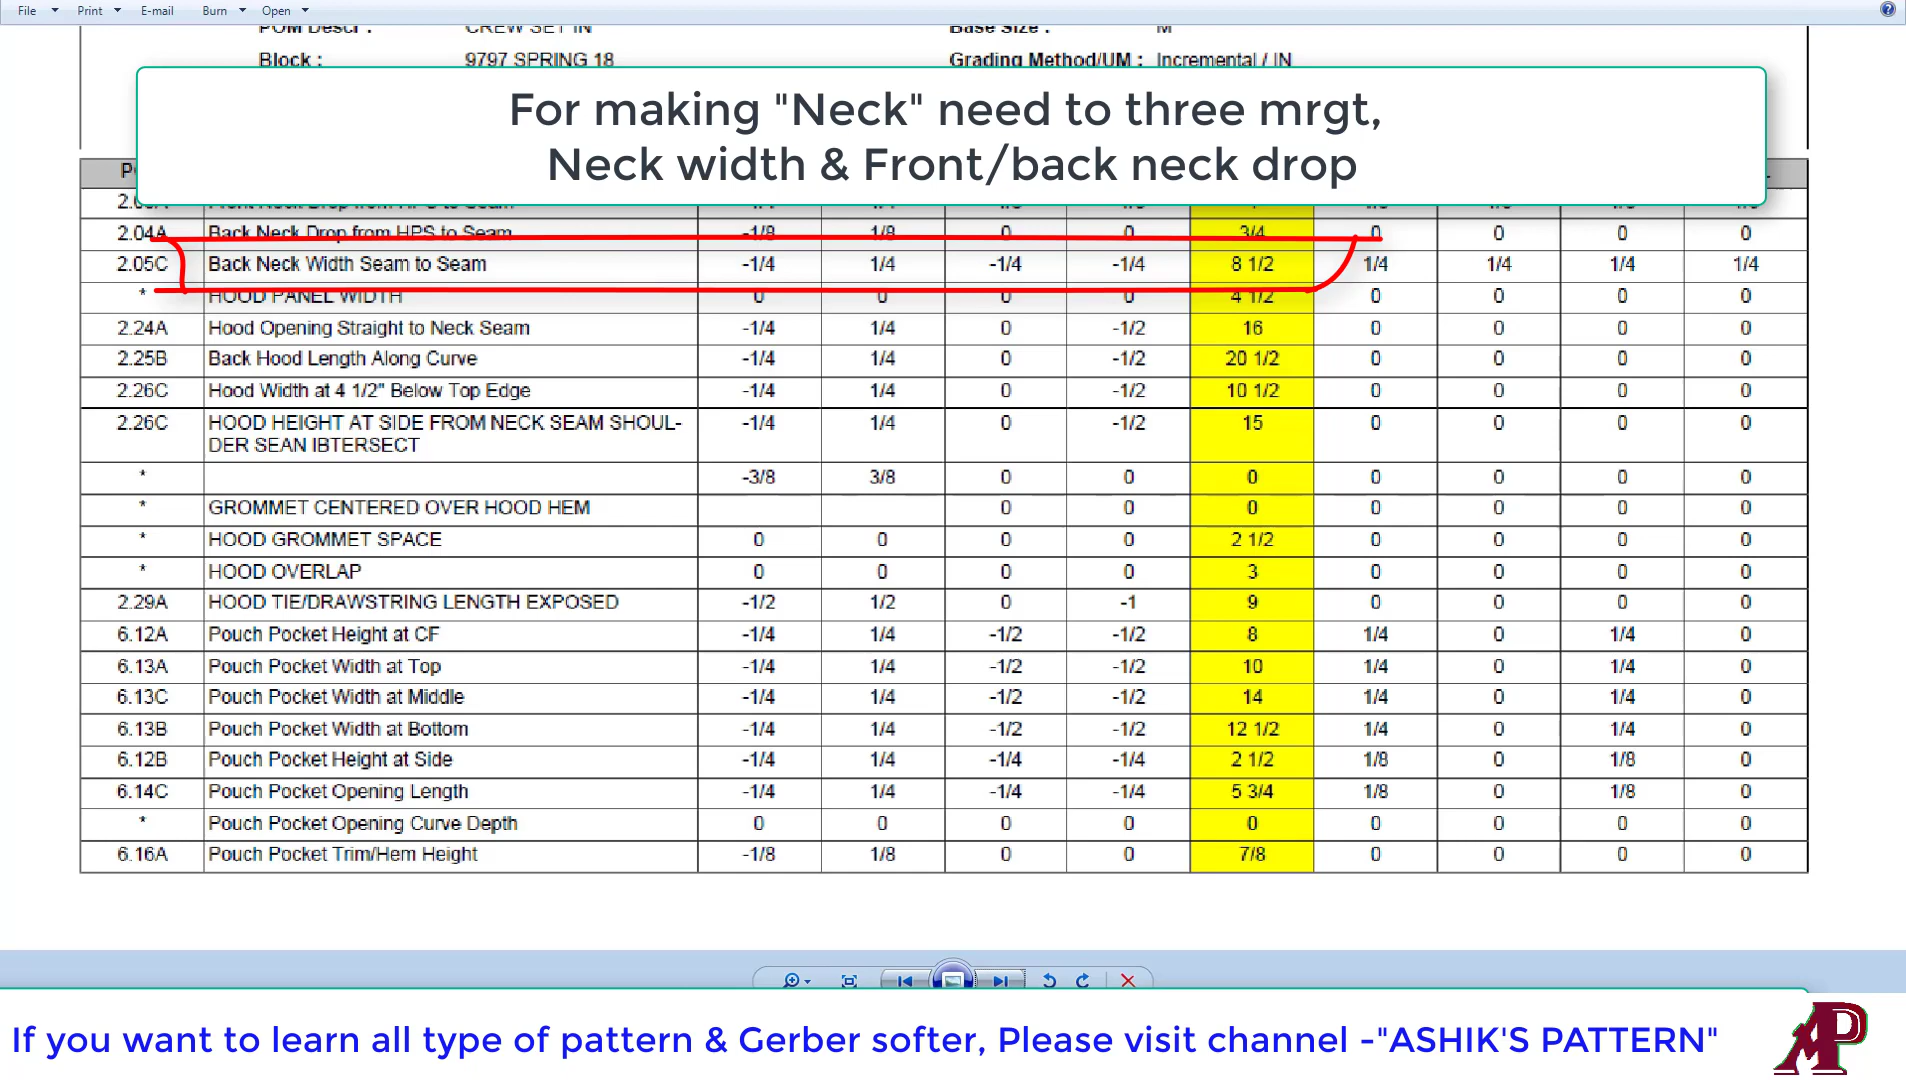 File Print E-mail Burn Open
POM Descr : CREW SET IN Base Size : M
Block : 9797 SPRING 18 Grading Method/UM : Incremental / IN
For making "Neck" need to three mrgt,
Neck width & Front/back neck drop
2.04A Back Neck Drop from HPS to Seam -1/8 1/8 0 0 3/4 0 0 0 0
2.05C Back Neck Width Seam to Seam -1/4 1/4 -1/4 -1/4 8 1/2 1/4 1/4 1/4 1/4
* HOOD PANEL WIDTH 0 0 0 0 4 1/2 0 0 0 0
2.24A Hood Opening Straight to Neck Seam -1/4 1/4 0 -1/2 16 0 0 0 0
2.25B Back Hood Length Along Curve -1/4 1/4 0 -1/2 20 1/2 0 0 0 0
2.26C Hood Width at 4 1/2" Below Top Edge -1/4 1/4 0 -1/2 10 1/2 0 0 0 0
2.26C HOOD HEIGHT AT SIDE FROM NECK SEAM SHOUL- -1/4 1/4 0 -1/2 15 0 0 0 0
DER SEAN IBTERSECT
* -3/8 3/8 0 0 0 0 0 0 0
* GROMMET CENTERED OVER HOOD HEM 0 0 0 0 0 0 0
* HOOD GROMMET SPACE 0 0 0 0 2 1/2 0 0 0 0
* HOOD OVERLAP 0 0 0 0 3 0 0 0 0
2.29A HOOD TIE/DRAWSTRING LENGTH EXPOSED -1/2 1/2 0 -1 9 0 0 0 0
6.12A Pouch Pocket Height at CF -1/4 1/4 -1/2 -1/2 8 1/4 0 1/4 0
6.13A Pouch Pocket Width at Top -1/4 1/4 -1/2 -1/2 10 1/4 0 1/4 0
6.13C Pouch Pocket Width at Middle -1/4 1/4 -1/2 -1/2 14 1/4 0 1/4 0
6.13B Pouch Pocket Width at Bottom -1/4 1/4 -1/2 -1/2 12 1/2 1/4 0 1/4 0
6.12B Pouch Pocket Height at Side -1/4 1/4 -1/4 -1/4 2 1/2 1/8 0 1/8 0
6.14C Pouch Pocket Opening Length -1/4 1/4 -1/4 -1/4 5 3/4 1/8 0 1/8 0
* Pouch Pocket Opening Curve Depth 0 0 0 0 0 0 0 0 0
6.16A Pouch Pocket Trim/Hem Height -1/8 1/8 0 0 7/8 0 0 0 0
If you want to learn all type of pattern & Gerber softer, Please visit channel -"ASHIK'S PATTERN"
AP